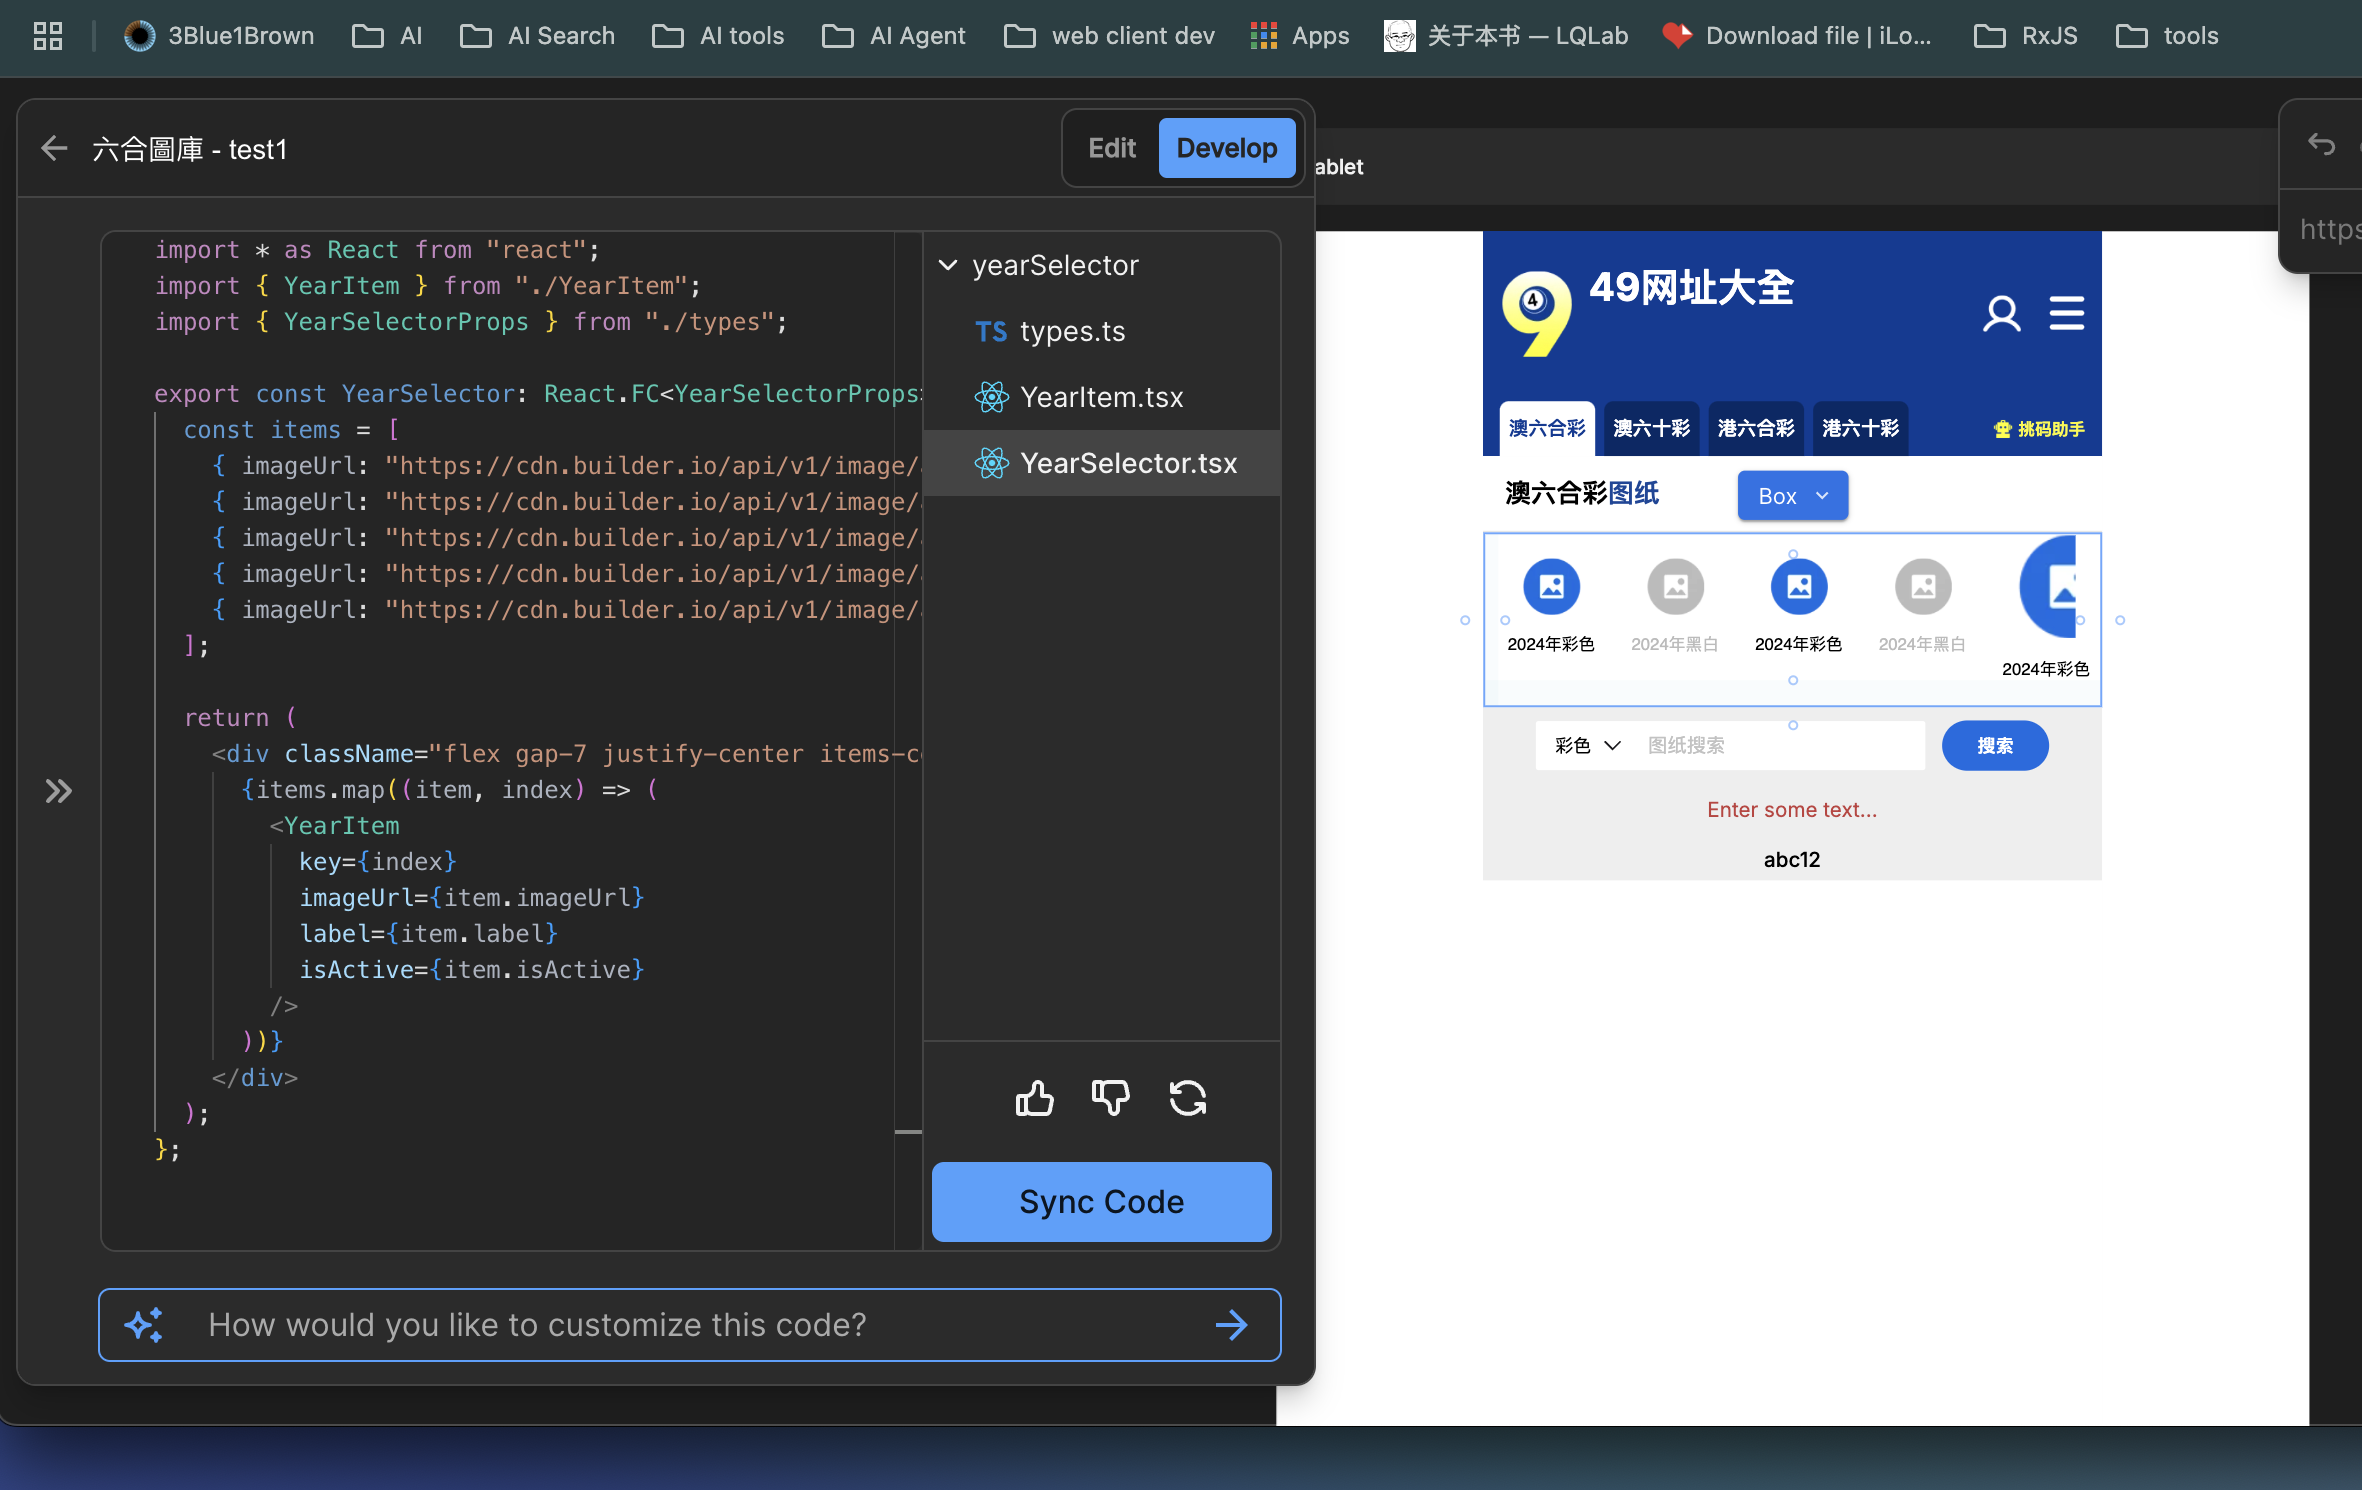 3Blue1Brown
AI
AI Search
AI tools
AI Agent
web client dev
Apps
关于本书 — LQLab
Download file | iLo...
RxJS
tools
六合圖庫 - test1
Edit
Develop
ablet
https
import * as React from "react";
import { YearItem } from "./YearItem";
import { YearSelectorProps } from "./types";
export const YearSelector: React.FC<YearSelectorProps>
const items = [
{ imageUrl: "https://cdn.builder.io/api/v1/image/
{ imageUrl: "https://cdn.builder.io/api/v1/image/
{ imageUrl: "https://cdn.builder.io/api/v1/image/
{ imageUrl: "https://cdn.builder.io/api/v1/image/
{ imageUrl: "https://cdn.builder.io/api/v1/image/
];
return (
<div className="flex gap-7 justify-center items-c
{items.map((item, index) => (
<YearItem
key={index}
imageUrl={item.imageUrl}
label={item.label}
isActive={item.isActive}
/>
))}
</div>
);
};
yearSelector
TS types.ts
YearItem.tsx
YearSelector.tsx
Sync Code
How would you like to customize this code?
4
49网址大全
澳六合彩
澳六十彩
港六合彩
港六十彩
挑码助手
澳六合彩图纸
Box
2024年彩色
2024年黑白
2024年彩色
2024年黑白
2024年彩色
彩色
图纸搜索
搜索
Enter some text...
abc12